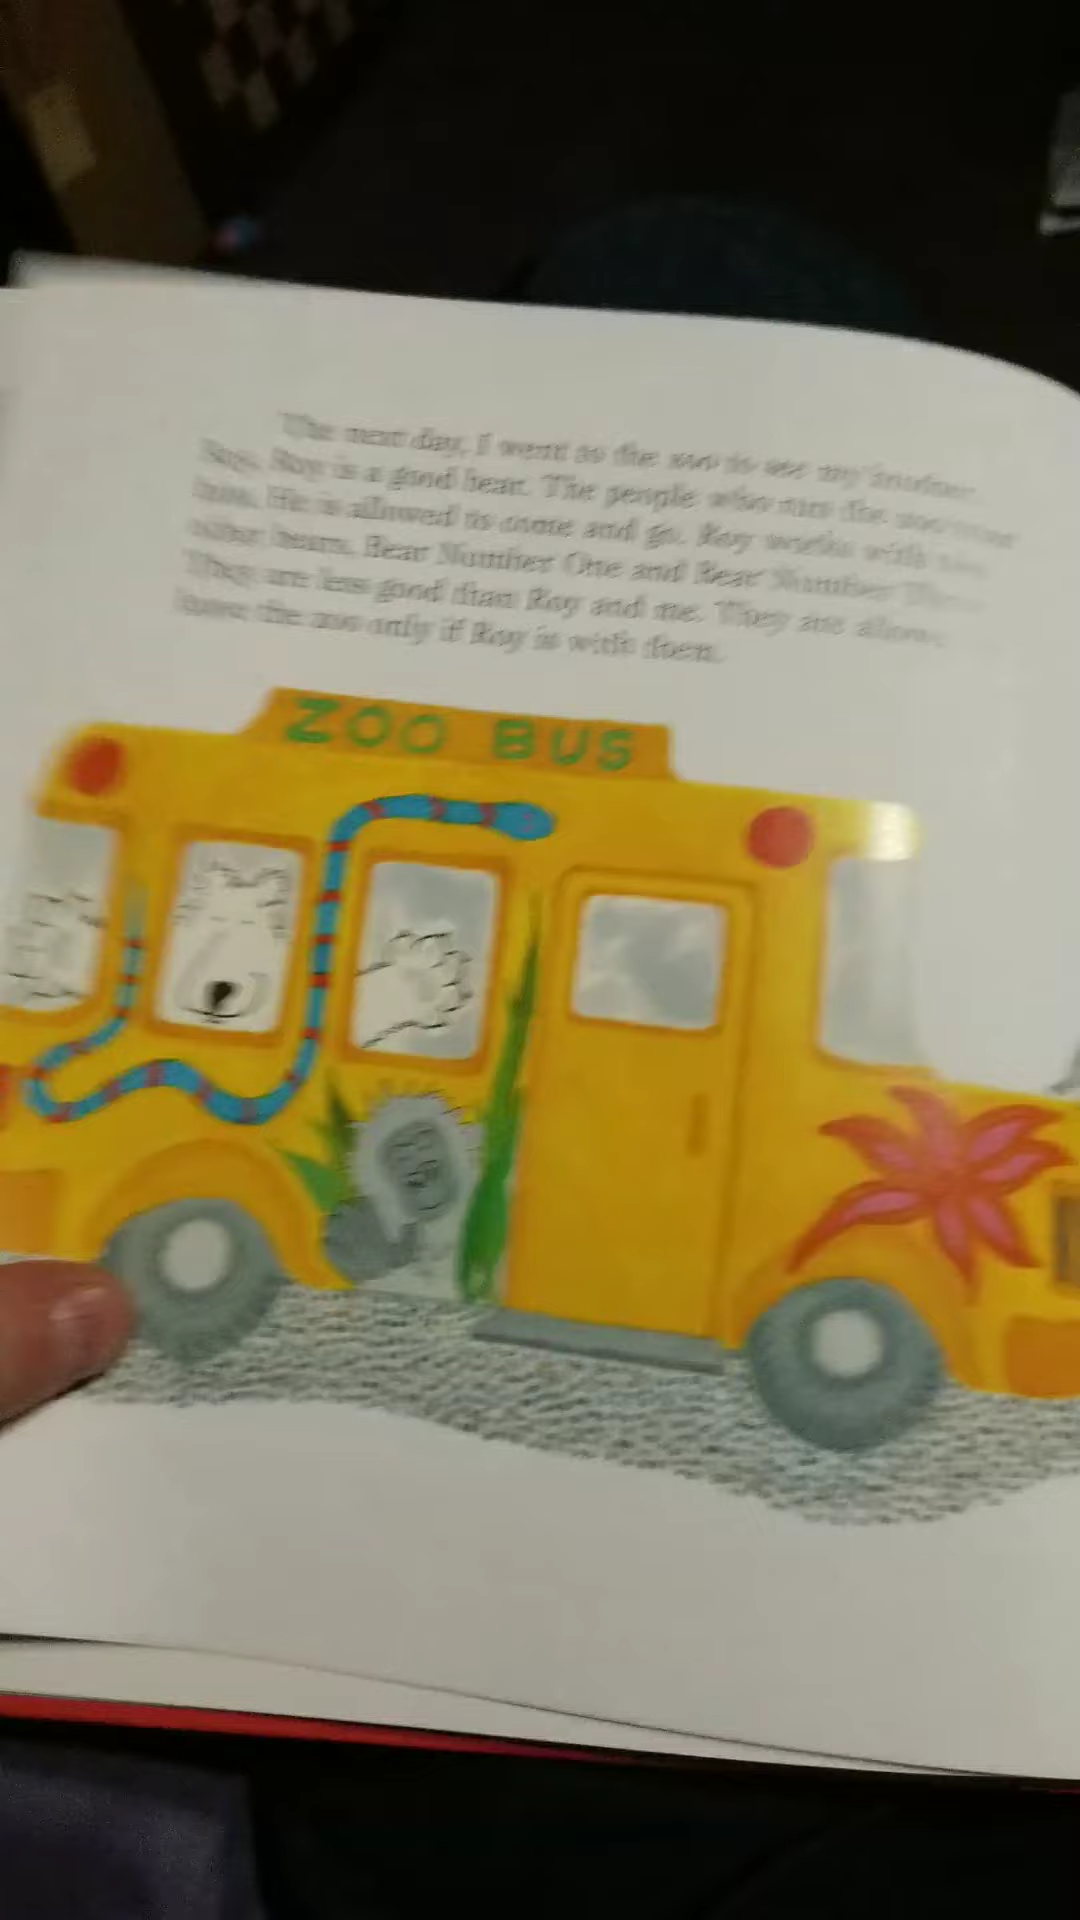 The next day, I went to the zoo to see my brother
Roy. Roy is a good bear. The people who run the zoo trust
him. He is allowed to come and go. Roy works with two
other bears, Bear Number One and Bear Number
They are less good than Roy and me. They are
leave the zoo only if Roy is with them.
ZOO BUS